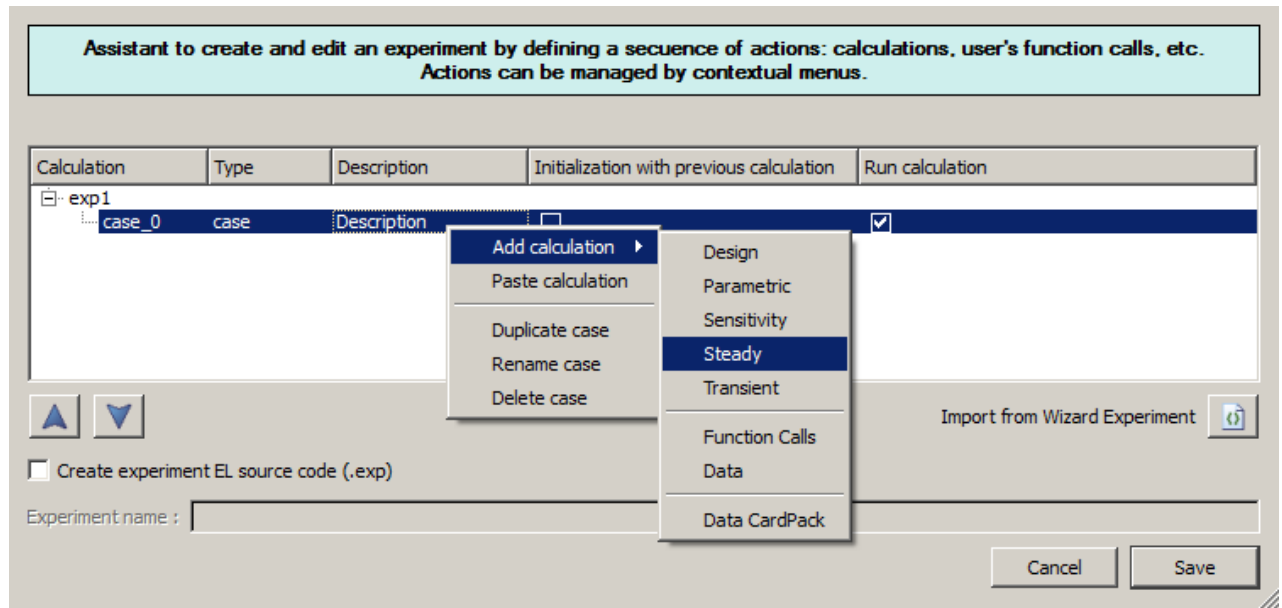 Assistant to create and edit an experiment by defining a secuence of actions: calculations, user's function calls, etc.
Actions can be managed by contextual menus.
Calculation Type Description Initialization with previous calculation Run calculation
exp1
case_0 case Description
Add calculation
Paste calculation
Duplicate case
Rename case
Delete case
Design
Parametric
Sensitivity
Steady
Transient
Function Calls
Data
Data CardPack
Import from Wizard Experiment
Create experiment EL source code (.exp)
Experiment name :
Cancel Save